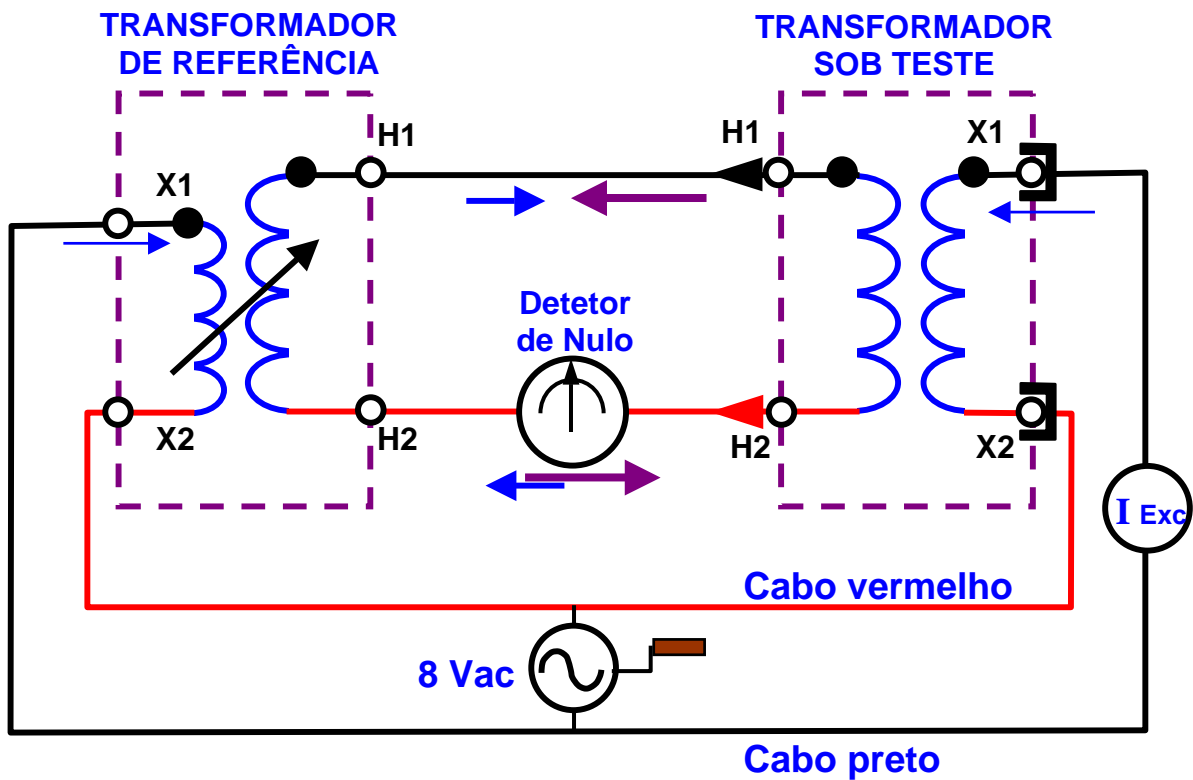 TRANSFORMADOR
DE REFERÊNCIA
TRANSFORMADOR
SOB TESTE
H1
H1
X1
X1
Detetor
de Nulo
X2
H2
H2
X2
I Exc
Cabo vermelho
8 Vac
Cabo preto